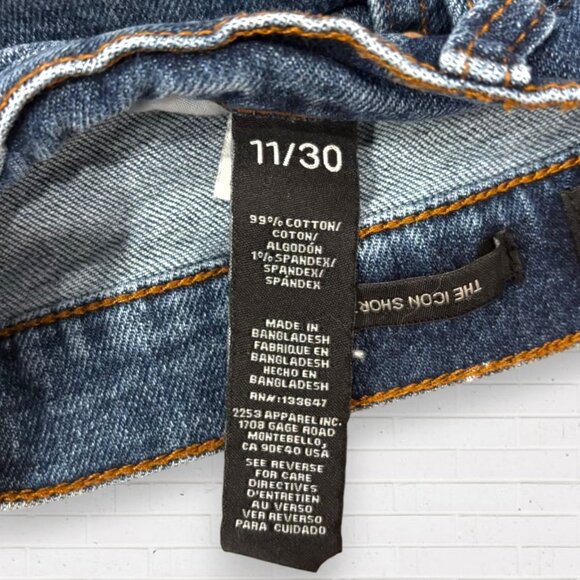 11/30
99% COTTON/
COTON/
ALGODÓN
1% SPANDEX/
SPANDEX/
SPÁNDEX
MADE IN
BANGLADESH
FABRIQUE EN
BANGLADESH
HECHO EN
BANGLADESH
RN#:133647
2253 APPAREL INC.
1708 GAGE ROAD
MONTEBELLO,
CA 90E40 USA
SEE REVERSE
FOR CARE
DIRECTIVES
D'ENTRETIEN
AU VERSO
VER REVERSO
PARA CUIDADO
THE ICON SHOR